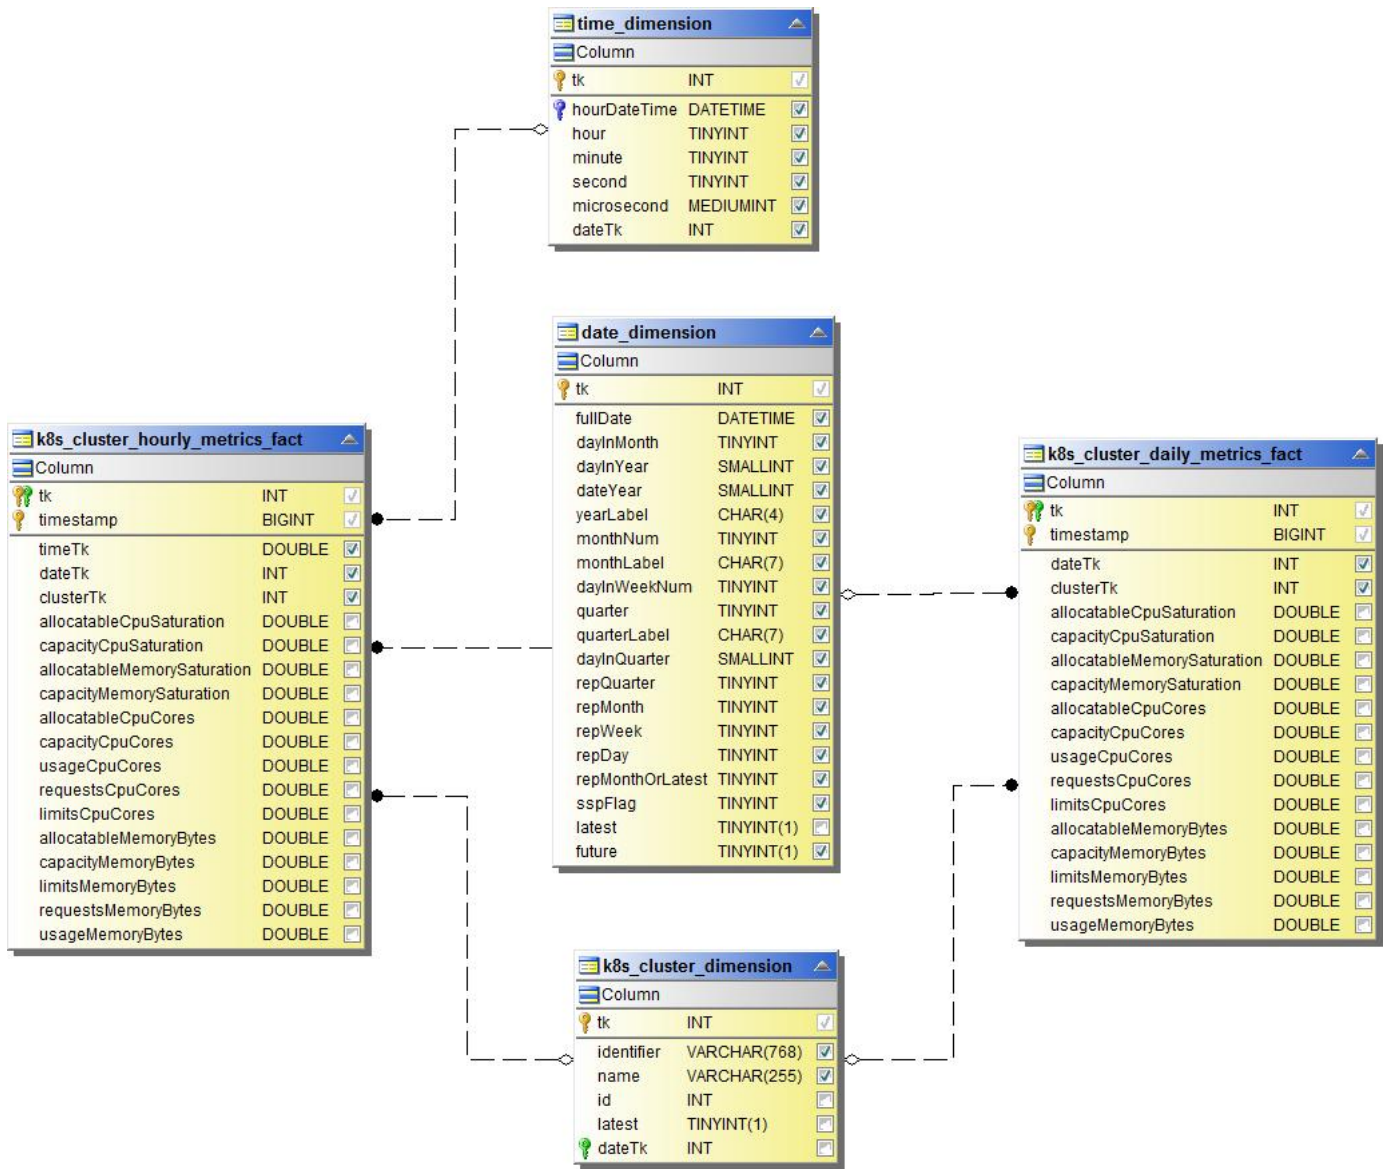 time_dimension
Column
tk INT
hourDateTime DATETIME
hour TINYINT
minute TINYINT
second TINYINT
microsecond MEDIUMINT
dateTk INT
date_dimension
Column
tk INT
fullDate DATETIME
dayInMonth TINYINT
dayInYear SMALLINT
dateYear SMALLINT
yearLabel CHAR(4)
monthNum TINYINT
monthLabel CHAR(7)
dayInWeekNum TINYINT
quarter TINYINT
quarterLabel CHAR(7)
dayInQuarter SMALLINT
repQuarter TINYINT
repMonth TINYINT
repWeek TINYINT
repDay TINYINT
repMonthOrLatest TINYINT
sspFlag TINYINT
latest TINYINT(1)
future TINYINT(1)
k8s_cluster_hourly_metrics_fact
Column
tk INT
timestamp BIGINT
timeTk DOUBLE
dateTk INT
clusterTk INT
allocatableCpuSaturation DOUBLE
capacityCpuSaturation DOUBLE
allocatableMemorySaturation DOUBLE
capacityMemorySaturation DOUBLE
allocatableCpuCores DOUBLE
capacityCpuCores DOUBLE
usageCpuCores DOUBLE
requestsCpuCores DOUBLE
limitsCpuCores DOUBLE
allocatableMemoryBytes DOUBLE
capacityMemoryBytes DOUBLE
limitsMemoryBytes DOUBLE
requestsMemoryBytes DOUBLE
usageMemoryBytes DOUBLE
k8s_cluster_daily_metrics_fact
Column
tk INT
timestamp BIGINT
dateTk INT
clusterTk INT
allocatableCpuSaturation DOUBLE
capacityCpuSaturation DOUBLE
allocatableMemorySaturation DOUBLE
capacityMemorySaturation DOUBLE
allocatableCpuCores DOUBLE
capacityCpuCores DOUBLE
usageCpuCores DOUBLE
requestsCpuCores DOUBLE
limitsCpuCores DOUBLE
allocatableMemoryBytes DOUBLE
capacityMemoryBytes DOUBLE
limitsMemoryBytes DOUBLE
requestsMemoryBytes DOUBLE
usageMemoryBytes DOUBLE
k8s_cluster_dimension
Column
tk INT
identifier VARCHAR(768)
name VARCHAR(255)
id INT
latest TINYINT(1)
dateTk INT